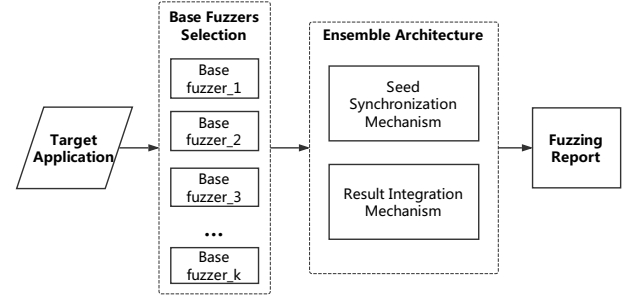 Target
Application
Base Fuzzers
Selection
Base
fuzzer_1
Base
fuzzer_2
Base
fuzzer_3
...
Base
fuzzer_k
Ensemble Architecture
Seed
Synchronization
Mechanism
Result Integration
Mechanism
Fuzzing
Report